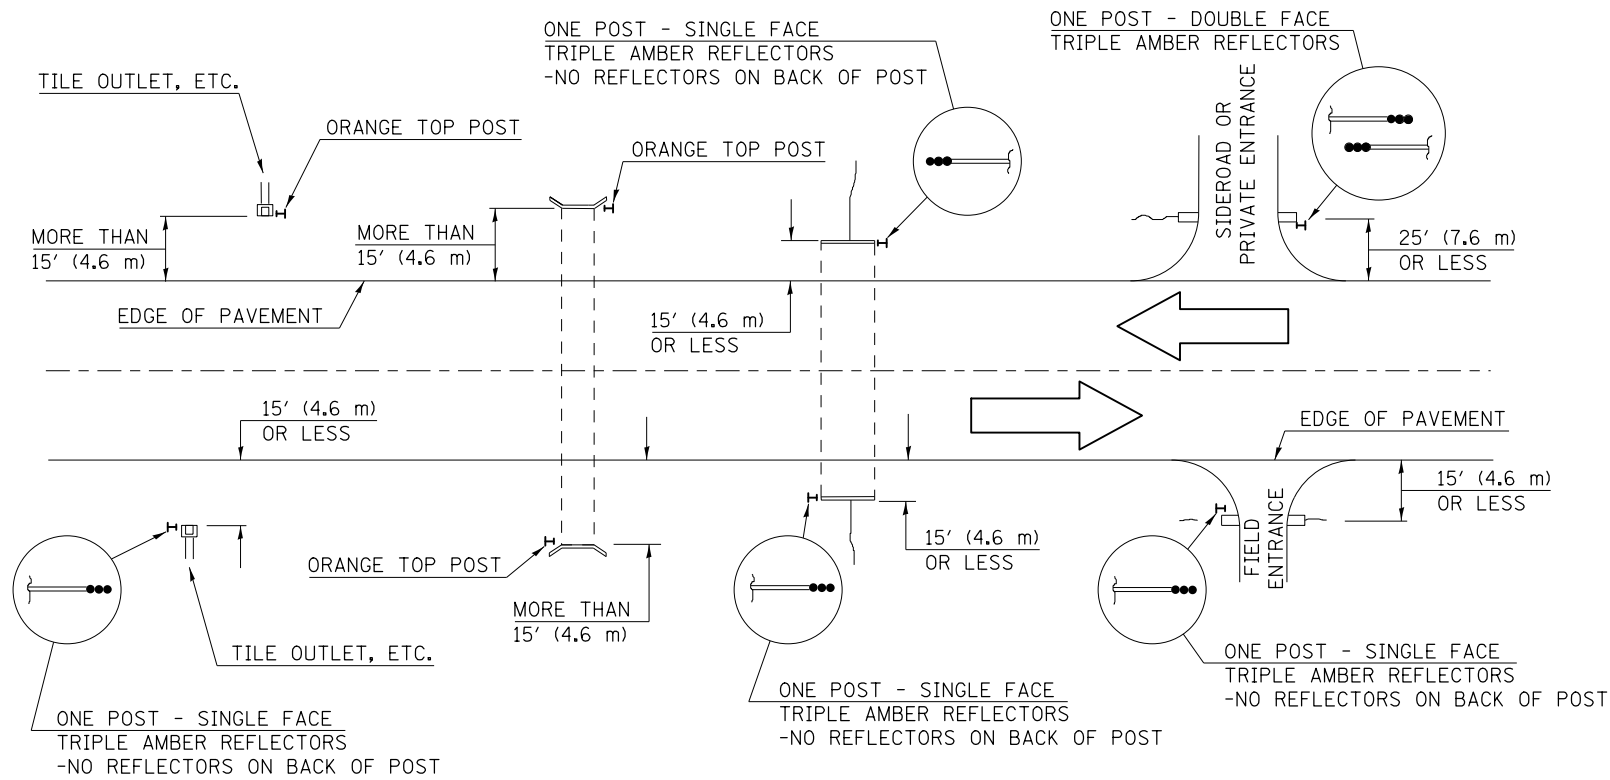 ONE POST - SINGLE FACE
TRIPLE AMBER REFLECTORS
-NO REFLECTORS ON BACK OF POST
ONE POST - DOUBLE FACE
TRIPLE AMBER REFLECTORS
TILE OUTLET, ETC.
ORANGE TOP POST
ORANGE TOP POST
SIDEROAD OR
PRIVATE ENTRANCE
MORE THAN
15' (4.6 m)
MORE THAN
15' (4.6 m)
25' (7.6 m)
OR LESS
EDGE OF PAVEMENT
15' (4.6 m)
OR LESS
15' (4.6 m)
OR LESS
EDGE OF PAVEMENT
15' (4.6 m)
OR LESS
FIELD
ENTRANCE
15' (4.6 m)
OR LESS
ORANGE TOP POST
MORE THAN
15' (4.6 m)
TILE OUTLET, ETC.
ONE POST - SINGLE FACE
TRIPLE AMBER REFLECTORS
-NO REFLECTORS ON BACK OF POST
ONE POST - SINGLE FACE
TRIPLE AMBER REFLECTORS
-NO REFLECTORS ON BACK OF POST
ONE POST - SINGLE FACE
TRIPLE AMBER REFLECTORS
-NO REFLECTORS ON BACK OF POST